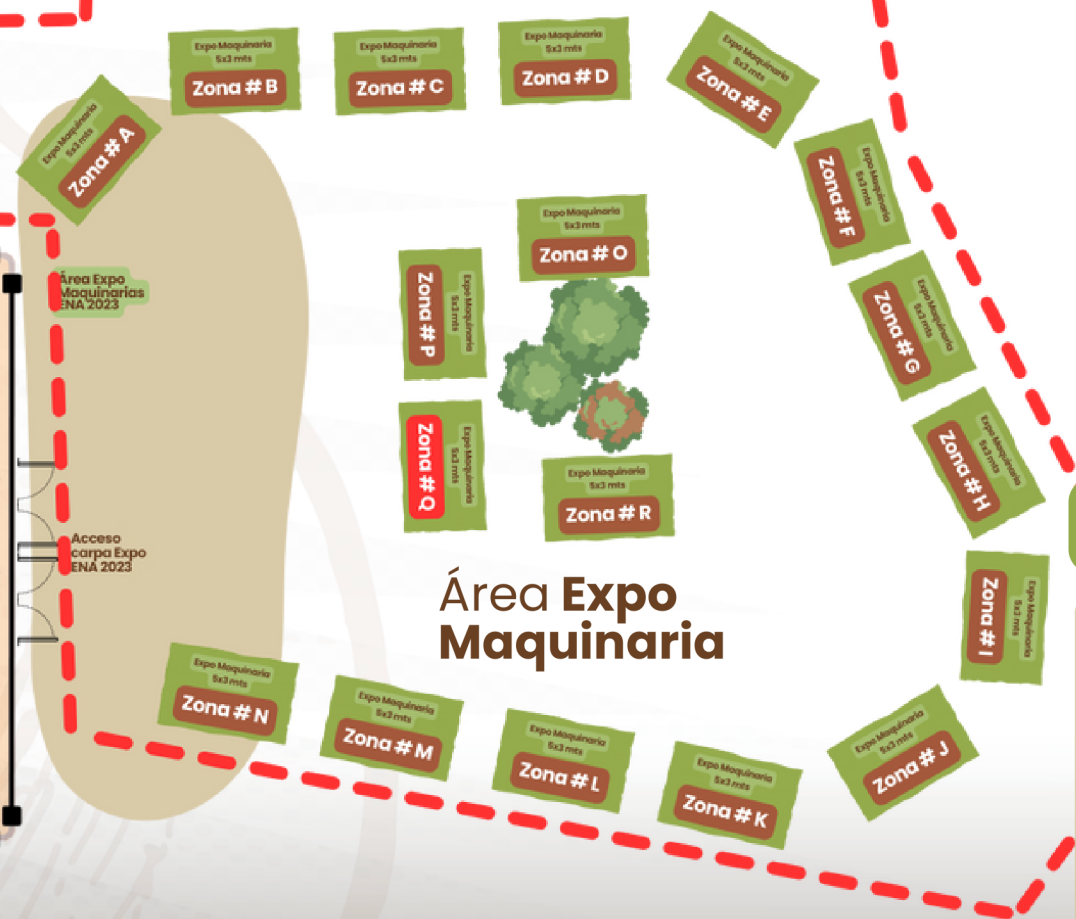 Expo Maquinaria
5x3 mts
Zona # A
Expo Maquinaria
5x3 mts
Zona # B
Expo Maquinaria
5x3 mts
Zona # C
Expo Maquinaria
5x3 mts
Zona # D
Expo Maquinaria
5x3 mts
Zona # E
Expo Maquinaria
5x3 mts
Zona # F
Expo Maquinaria
5x3 mts
Zona # G
Expo Maquinaria
5x3 mts
Zona # H
Expo Maquinaria
5x3 mts
Zona # I
Expo Maquinaria
5x3 mts
Zona # J
Expo Maquinaria
5x3 mts
Zona # K
Expo Maquinaria
5x3 mts
Zona # L
Expo Maquinaria
5x3 mts
Zona # M
Expo Maquinaria
5x3 mts
Zona # N
Expo Maquinaria
5x3 mts
Zona # O
Expo Maquinaria
5x3 mts
Zona # P
Expo Maquinaria
5x3 mts
Zona # Q
Expo Maquinaria
5x3 mts
Zona # R
Área Expo
Maquinarias
ENA 2023
Acceso
carpa Expo
ENA 2023
Área Expo
Maquinaria